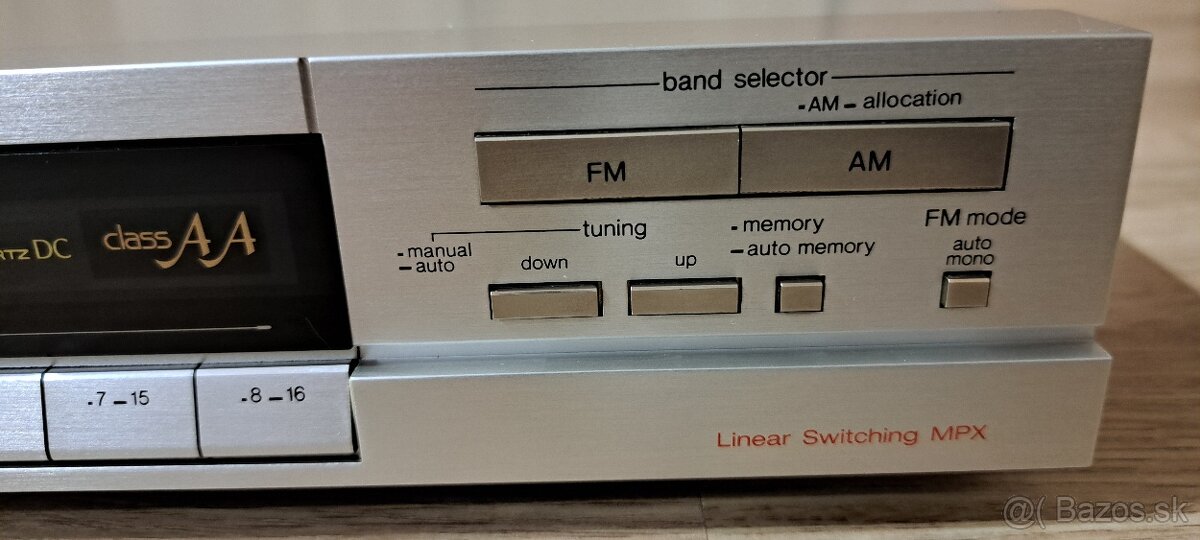 band selector
- AM - allocation
FM
AM
tuning
- manual
- auto
down
up
- memory
- auto memory
FM mode
auto
mono
DC
class AA
- 7 - 15
- 8 - 16
Linear Switching MPX
@( Bazos.sk